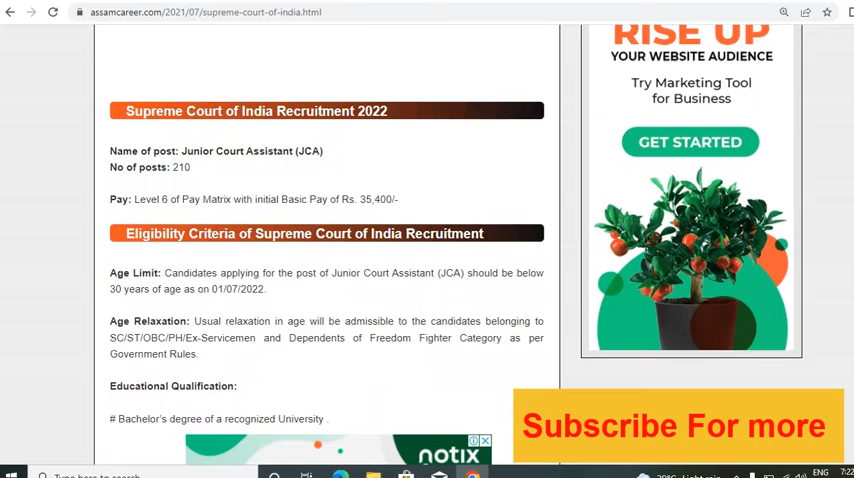 assamcareer.com/2021/07/supreme-court-of-india.html
RISE UP
YOUR WEBSITE AUDIENCE
Try Marketing Tool
for Business
GET STARTED
Supreme Court of India Recruitment 2022
Name of post: Junior Court Assistant (JCA)
No of posts: 210
Pay: Level 6 of Pay Matrix with initial Basic Pay of Rs. 35,400/-
Eligibility Criteria of Supreme Court of India Recruitment
Age Limit: Candidates applying for the post of Junior Court Assistant (JCA) should be below
30 years of age as on 01/07/2022.
Age Relaxation: Usual relaxation in age will be admissible to the candidates belonging to
SC/ST/OBC/PH/Ex-Servicemen and Dependents of Freedom Fighter Category as per
Government Rules.
Educational Qualification:
# Bachelor's degree of a recognized University .
notix
Subscribe For more
Type here to search
ENG
7:22